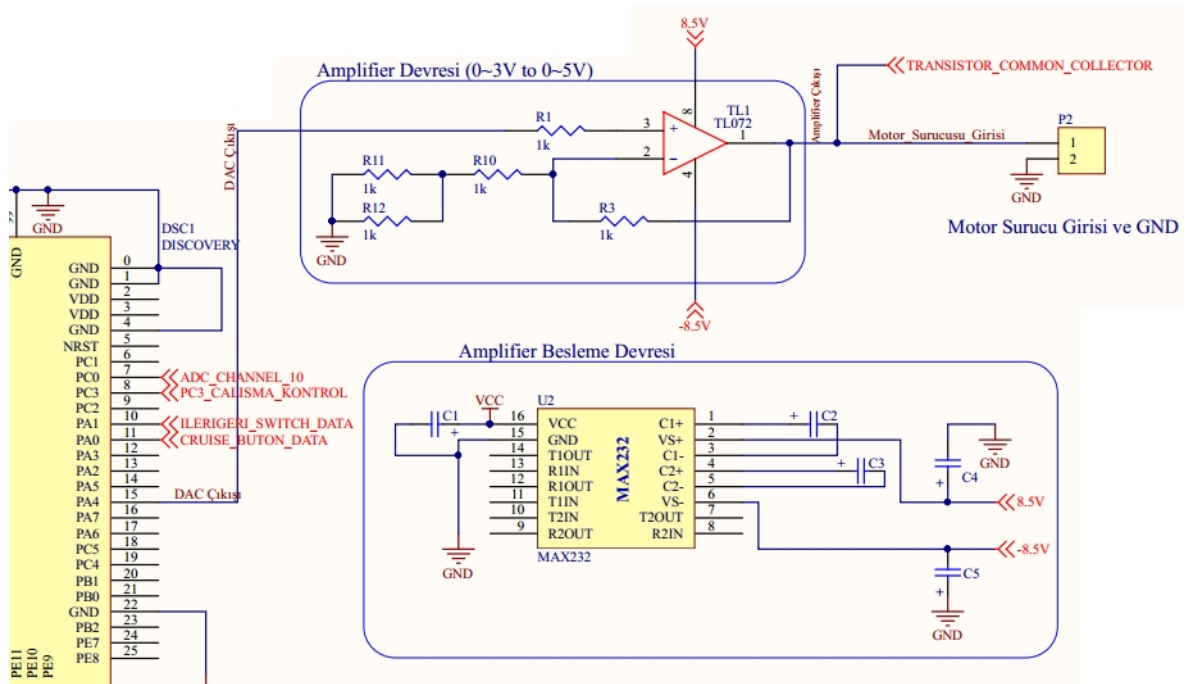 8.5V
Amplifier Devresi (0~3V to 0~5V)
TRANSISTOR_COMMON_COLLECTOR
Amplifier Çıkışı
DAC Çıkışı
R1
1k
3
+
8
TL1
TL072
1
2
-
4
Motor_Surucusu_Girisi
P2
1
2
GND
R11
1k
R10
1k
R12
1k
R3
1k
GND
Motor Surucu Girisi ve GND
-8.5V
GND
GND
DSC1
DISCOVERY
GND 0
GND 1
VDD 2
VDD 3
GND 4
NRST 5
PC1 6
PC0 7 ADC_CHANNEL_10
PC3 8 PC3_CALISMA_KONTROL
PC2 9
PA1 10 ILERIGERI_SWITCH_DATA
PA0 11 CRUISE_BUTON_DATA
PA3 12
PA2 13
PA5 14
PA4 15 DAC Çıkışı
PA7 16
PA6 17
PC5 18
PC4 19
PB1 20
PB0 21
GND 22
PB2 23
PE7 24
PE8 25
PE11
PE10
PE9
Amplifier Besleme Devresi
C1
+
VCC
U2
16 VCC
15 GND
14 T1OUT
13 R1IN
12 R1OUT
11 T1IN
10 T2IN
9 R2OUT
MAX232
C1+ 1
VS+ 2
C1- 3
C2+ 4
C2- 5
VS- 6
T2OUT 7
R2IN 8
MAX232
GND
+ C2
+ C3
GND
C4
+
8.5V
-8.5V
C5
+
GND